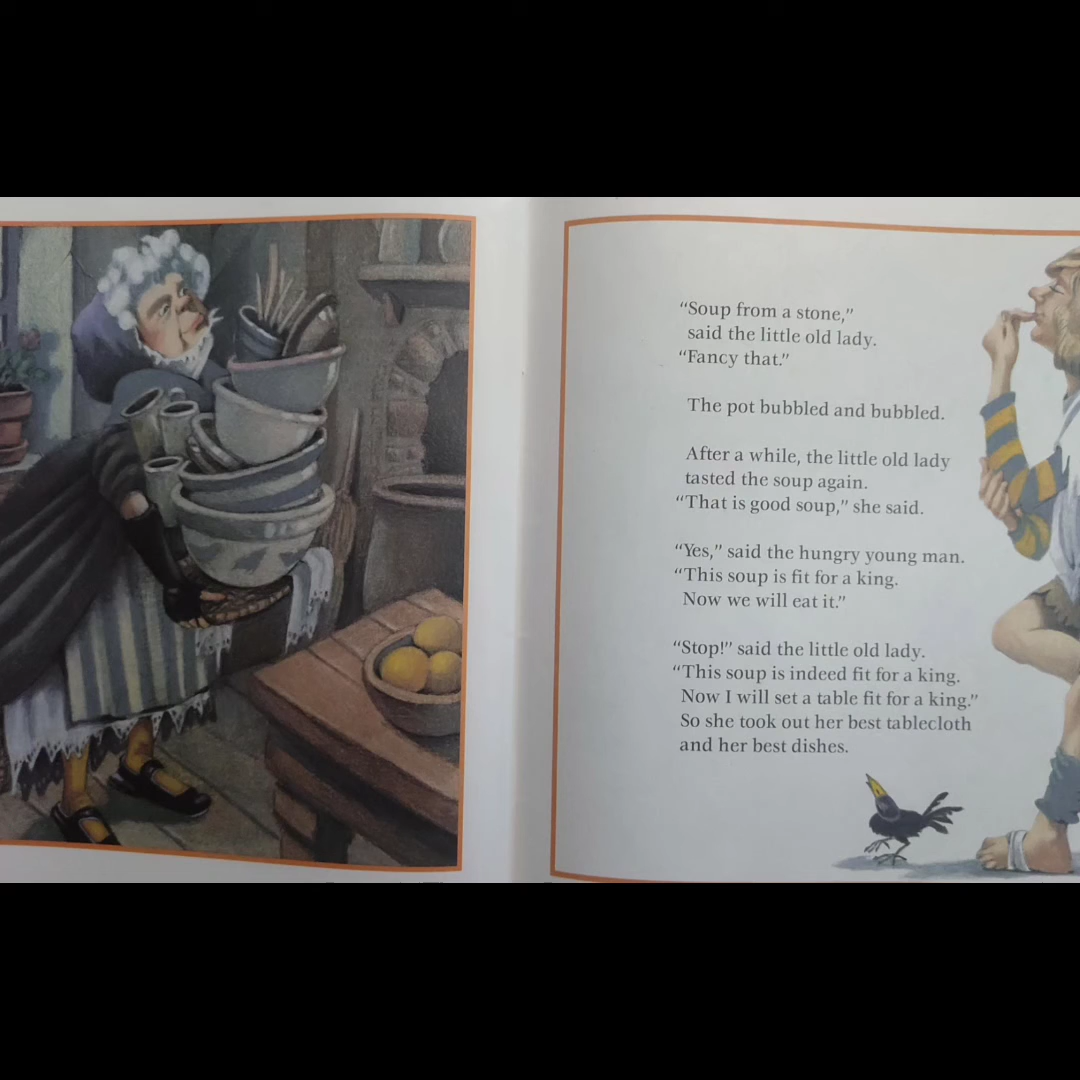 “Soup from a stone,”
said the little old lady.
“Fancy that.”
The pot bubbled and bubbled.
After a while, the little old lady
tasted the soup again.
“That is good soup,” she said.
“Yes,” said the hungry young man.
“This soup is fit for a king.
Now we will eat it.”
“Stop!” said the little old lady.
“This soup is indeed fit for a king.
Now I will set a table fit for a king.”
So she took out her best tablecloth
and her best dishes.